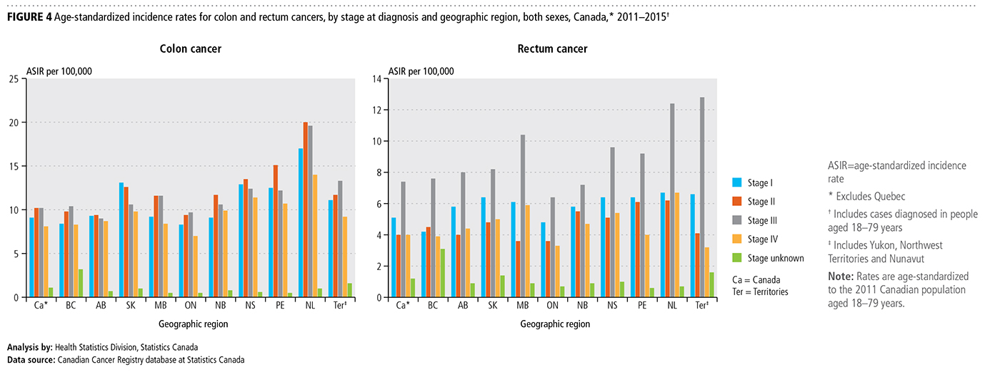 FIGURE 4 Age-standardized incidence rates for colon and rectum cancers, by stage at diagnosis and geographic region, both sexes, Canada,* 2011–2015†
Colon cancer
ASIR per 100,000
25
20
15
10
5
0
Ca* BC AB SK MB ON NB NS PE NL Ter‡
Geographic region
Rectum cancer
ASIR per 100,000
14
12
10
8
6
4
2
0
Ca* BC AB SK MB ON NB NS PE NL Ter‡
Geographic region
Stage I
Stage II
Stage III
Stage IV
Stage unknown
Ca = Canada
Ter = Territories
ASIR=age-standardized incidence
rate
* Excludes Quebec
† Includes cases diagnosed in people
aged 18–79 years
‡ Includes Yukon, Northwest
Territories and Nunavut
Note: Rates are age-standardized
to the 2011 Canadian population
aged 18–79 years.
Analysis by: Health Statistics Division, Statistics Canada
Data source: Canadian Cancer Registry database at Statistics Canada